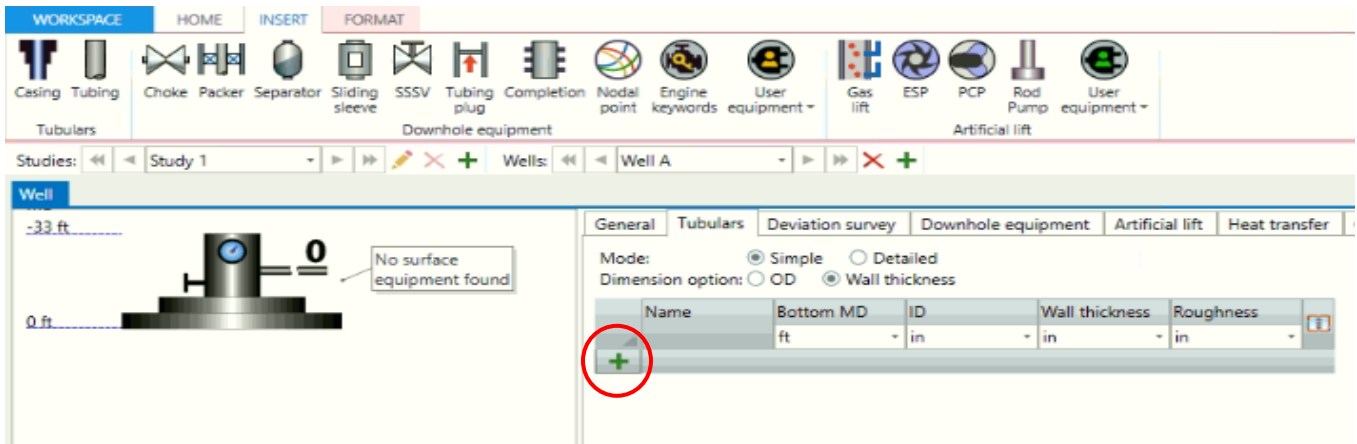 WORKSPACE HOME INSERT FORMAT
Casing Tubing Choke Packer Separator Sliding sleeve SSSV Tubing plug Completion Nodal point Engine keywords User equipment Gas lift ESP PCP Rod Pump User equipment
Tubulars Downhole equipment Artificial lift
Studies: Study 1 Wells: Well A
Well
-33 ft
0
No surface
equipment found
0 ft
General Tubulars Deviation survey Downhole equipment Artificial lift Heat transfer
Mode: Simple Detailed
Dimension option: OD Wall thickness
Name Bottom MD ID Wall thickness Roughness
ft in in in